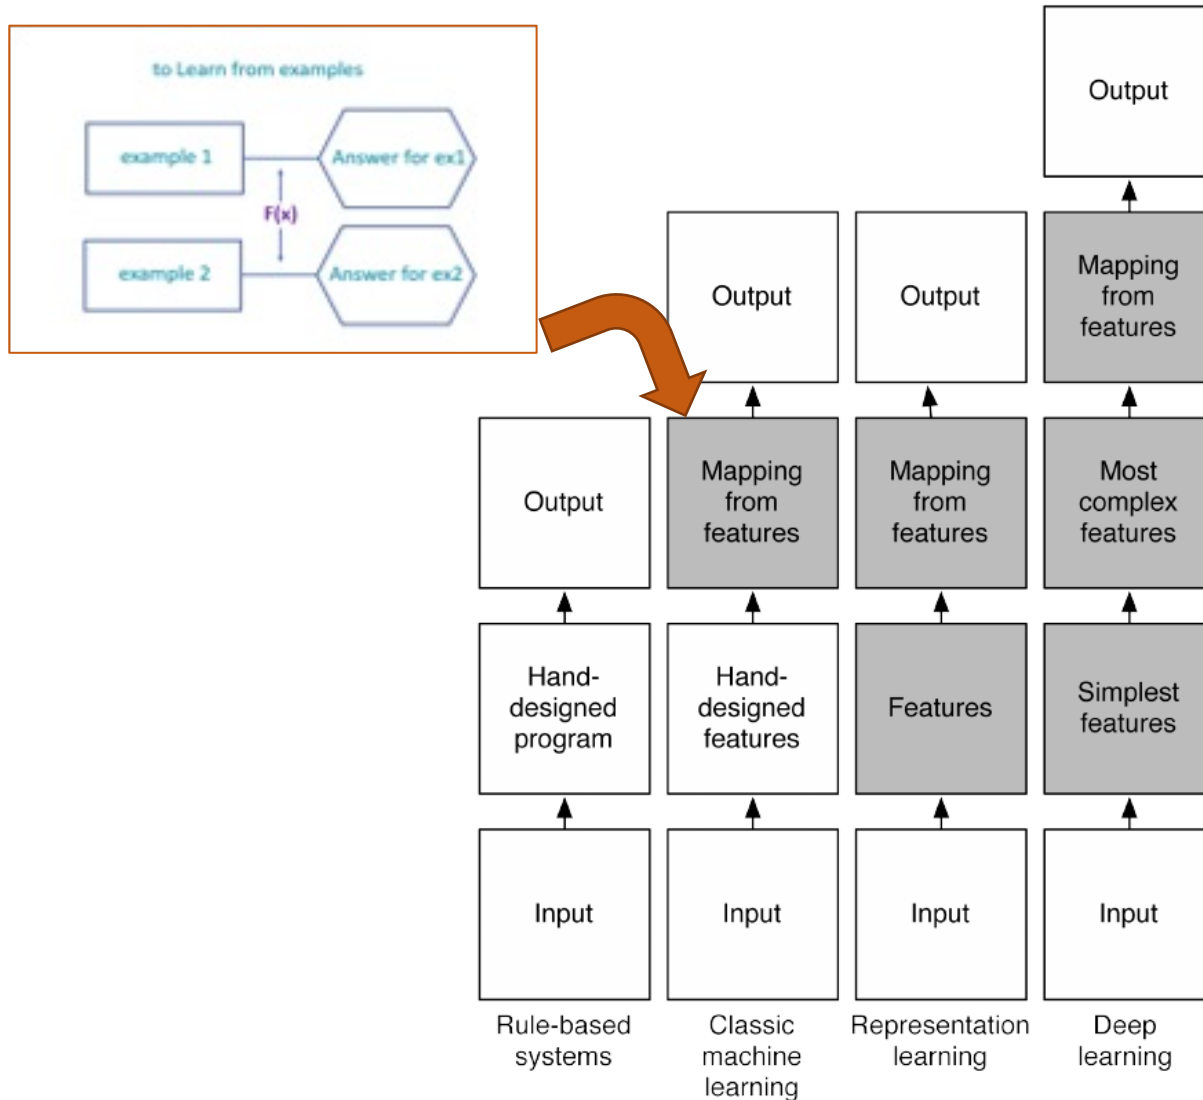 to Learn from examples
example 1
Answer for ex1
F(x)
example 2
Answer for ex2
Output
Mapping
from
features
Most
complex
features
Simplest
features
Input
Deep
learning
Output
Mapping
from
features
Features
Input
Representation
learning
Output
Mapping
from
features
Hand-
designed
features
Input
Classic
machine
learning
Output
Hand-
designed
program
Input
Rule-based
systems